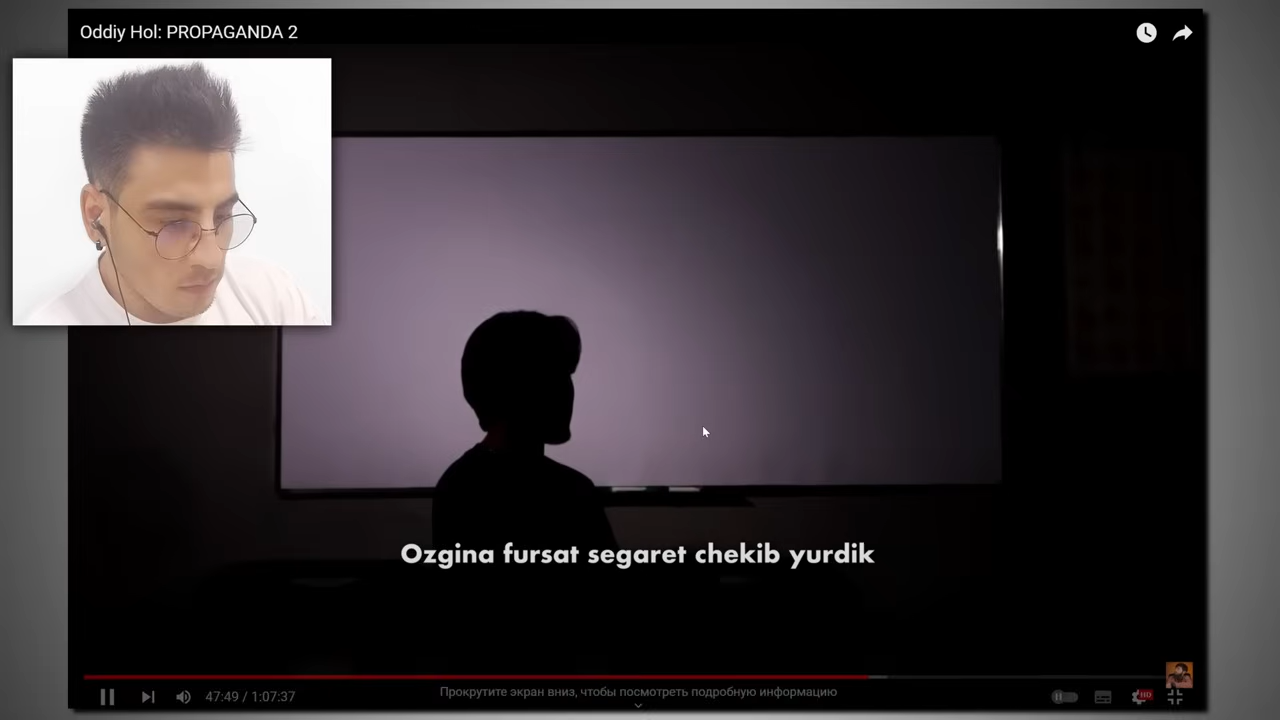 Oddiy Hol: PROPAGANDA 2
Ozgina fursat segaret chekib yurdik
47:49 / 1:07:37
Прокрутите экран вниз, чтобы посмотреть подробную информацию
HD